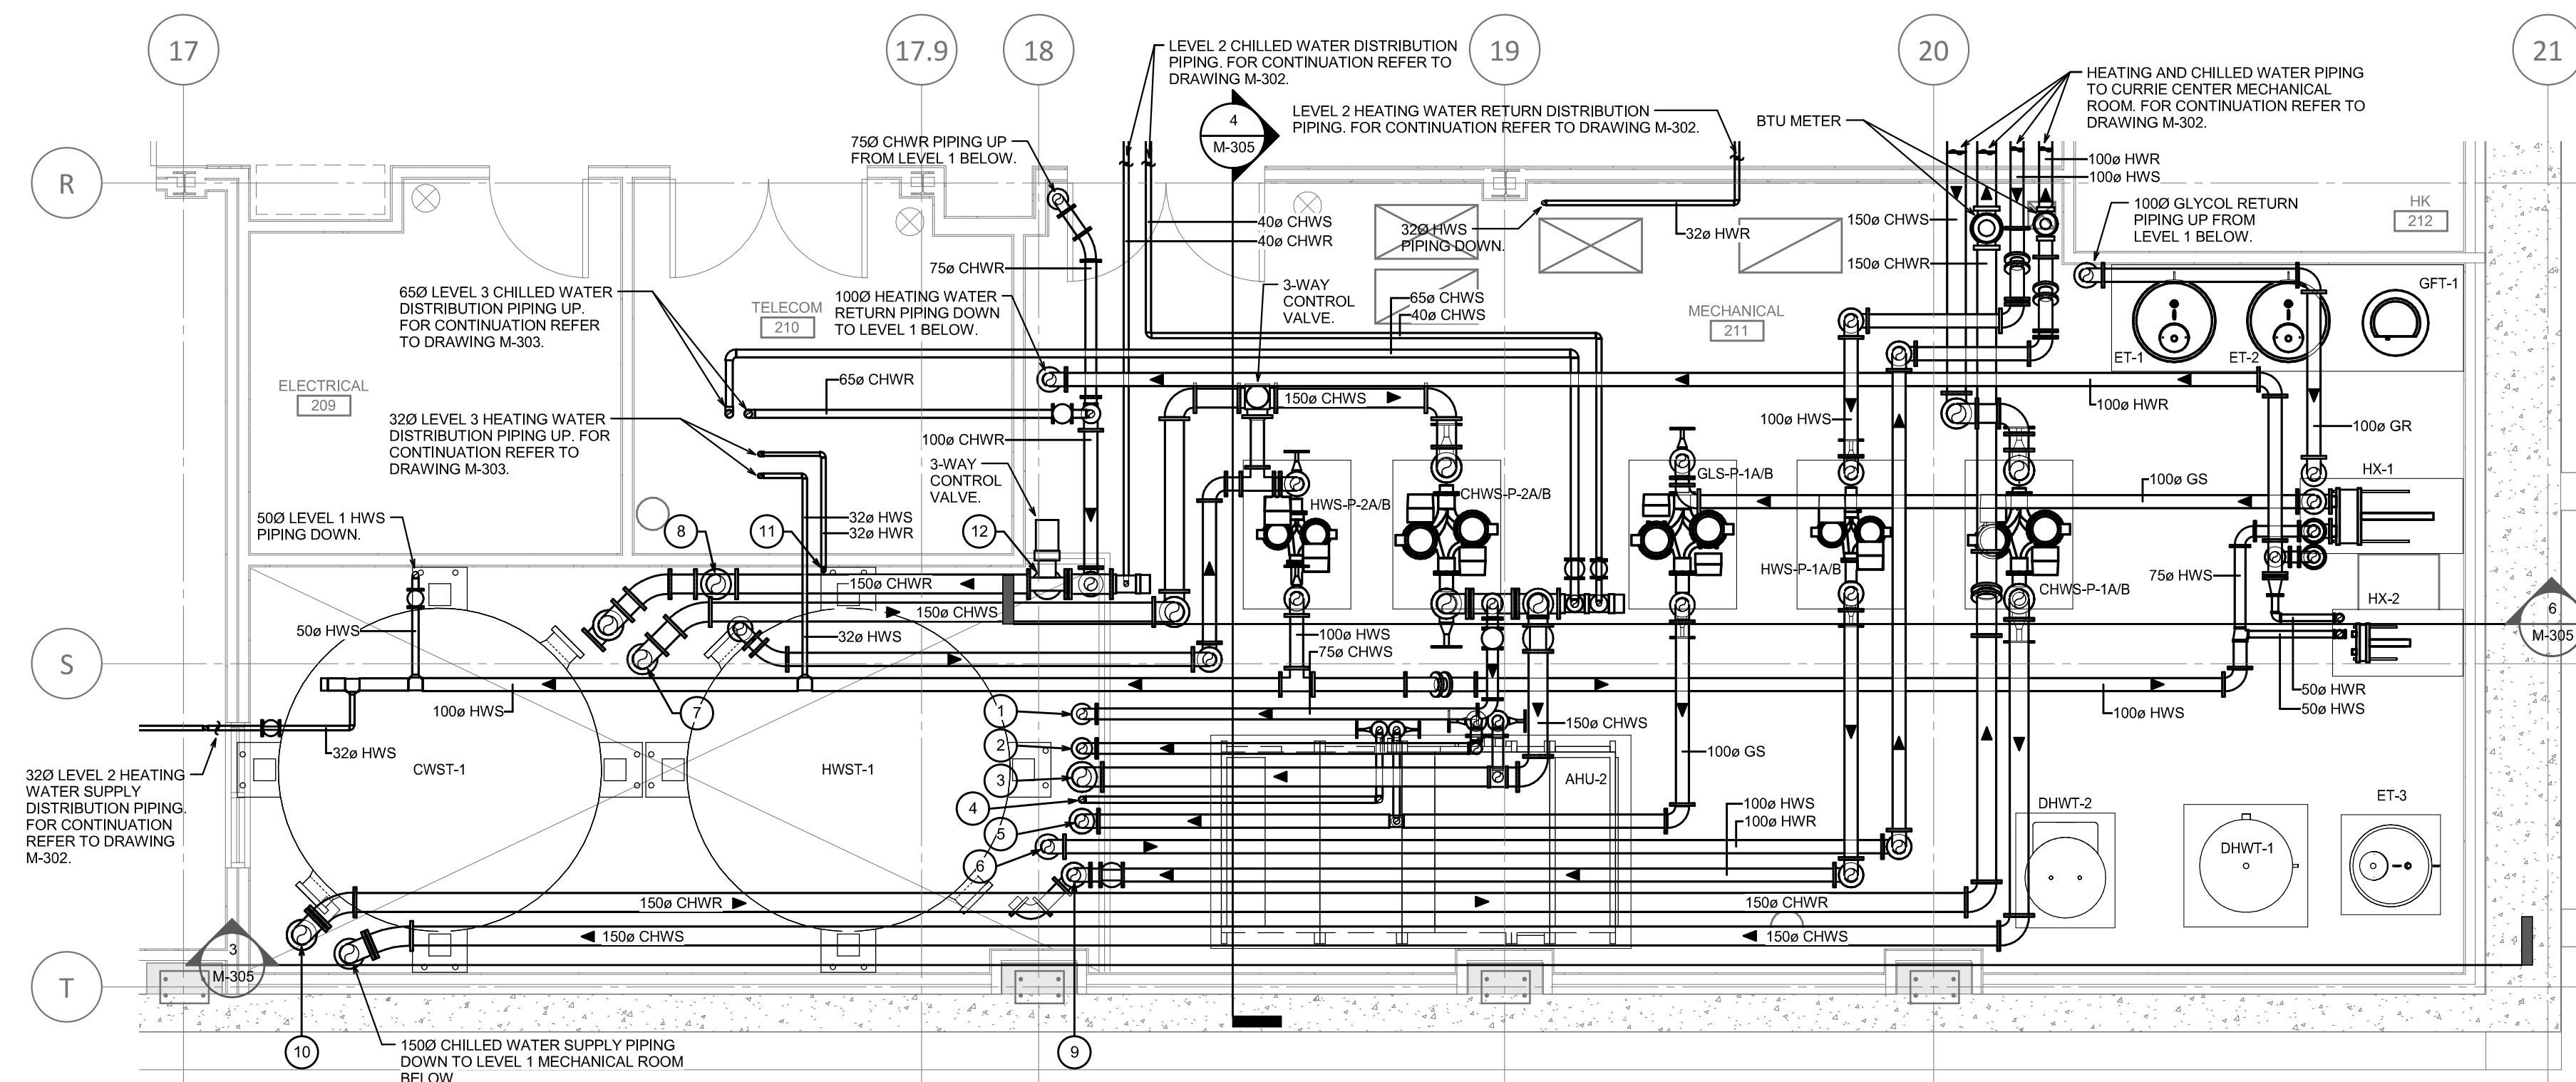 17
17.9
18
19
20
21
R
S
T
LEVEL 2 CHILLED WATER DISTRIBUTION
PIPING. FOR CONTINUATION REFER TO
DRAWING M-302.
4
M-305
LEVEL 2 HEATING WATER RETURN DISTRIBUTION
PIPING. FOR CONTINUATION REFER TO DRAWING M-302.
BTU METER
HEATING AND CHILLED WATER PIPING
TO CURRIE CENTER MECHANICAL
ROOM. FOR CONTINUATION REFER TO
DRAWING M-302.
75Ø CHWR PIPING UP
FROM LEVEL 1 BELOW.
100ø HWR
100ø HWS
100Ø GLYCOL RETURN
PIPING UP FROM
LEVEL 1 BELOW.
HK
212
40ø CHWS
40ø CHWR
32Ø HWS
PIPING DOWN.
32ø HWR
150ø CHWS
150ø CHWR
75ø CHWR
65Ø LEVEL 3 CHILLED WATER
DISTRIBUTION PIPING UP.
FOR CONTINUATION REFER
TO DRAWING M-303.
TELECOM
210
100Ø HEATING WATER
RETURN PIPING DOWN
TO LEVEL 1 BELOW.
3-WAY
CONTROL
VALVE.
65ø CHWS
40ø CHWS
MECHANICAL
211
GFT-1
ET-1
ET-2
ELECTRICAL
209
65ø CHWR
150ø CHWS
100ø HWR
32Ø LEVEL 3 HEATING WATER
DISTRIBUTION PIPING UP. FOR
CONTINUATION REFER TO
DRAWING M-303.
100ø CHWR
100ø HWS
100ø GR
3-WAY
CONTROL
VALVE.
GLS-P-1A/B
HX-1
100ø GS
HWS-P-2A/B
CHWS-P-2A/B
50Ø LEVEL 1 HWS
PIPING DOWN.
32ø HWS
32ø HWR
8
11
12
HWS-P-1A/B
CHWS-P-1A/B
75ø HWS
HX-2
6
M-305
150ø CHWR
150ø CHWS
50ø HWS
32ø HWS
100ø HWS
75ø CHWS
50ø HWR
50ø HWS
100ø HWS
7
1
100ø HWS
150ø CHWS
32ø HWS
2
100ø GS
32Ø LEVEL 2 HEATING
WATER SUPPLY
DISTRIBUTION PIPING.
FOR CONTINUATION
REFER TO DRAWING
M-302.
CWST-1
HWST-1
3
AHU-2
4
5
6
100ø HWS
100ø HWR
DHWT-2
ET-3
DHWT-1
150ø CHWR
150ø CHWR
150ø CHWS
150ø CHWS
3
M-305
10
150Ø CHILLED WATER SUPPLY PIPING
DOWN TO LEVEL 1 MECHANICAL ROOM
BELOW
9